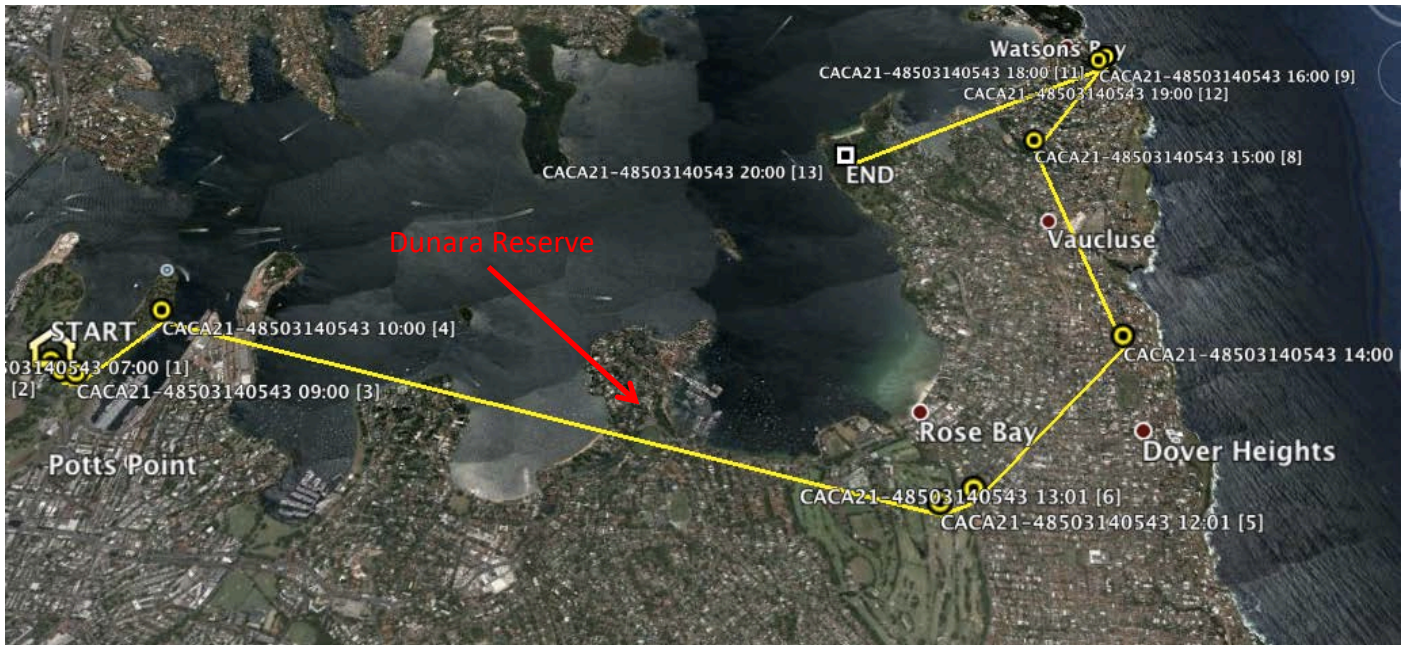 Watsons Bay
CACA21-48503140543 18:00 [11]
CACA21-48503140543 16:00 [9]
CACA21-48503140543 19:00 [12]
CACA21-48503140543 15:00 [8]
CACA21-48503140543 20:00 [13]
END
Vaucluse
Dunara Reserve
START
CACA21-48503140543 10:00 [4]
CACA21-48503140543 14:00
503140543 07:00 [1]
[2]
CACA21-48503140543 09:00 [3]
Rose Bay
Dover Heights
Potts Point
CACA21-48503140543 13:01 [6]
CACA21-48503140543 12:01 [5]